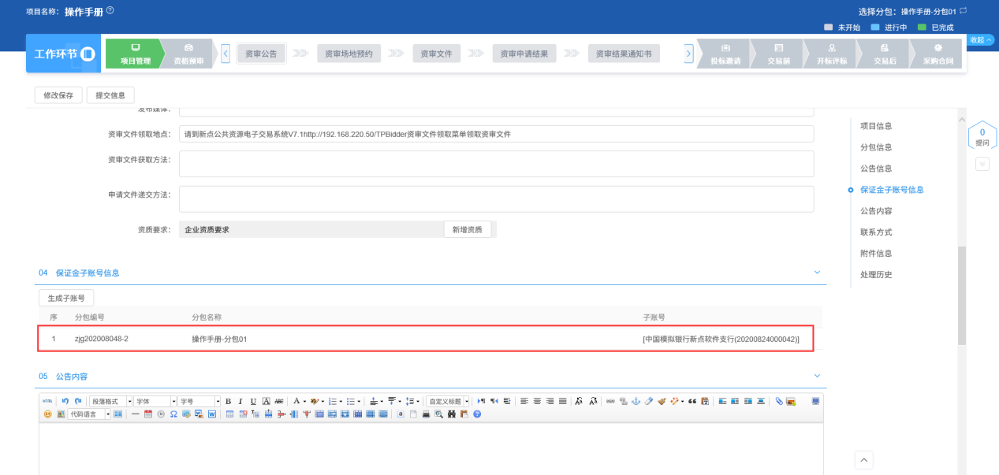 项目名称: 操作手册
选择分包: 操作手册-分包01
未开始 进行中 已完成
工作环节 项目管理 资格预审 资审公告 资审场地预约 资审文件 资审申请结果 资审结果通知书 投标邀请 交易前 开标评标 交易后 采购合同 收起
修改保存 提交信息
发布媒体:
资审文件领取地点: 请到新点公共资源电子交易系统V7.1http://192.168.220.50/TPBidder资审文件领取菜单领取资审文件
资审文件获取方法:
申请文件递交方法:
资质要求: 企业资质要求 新增资质
04 保证金子账号信息
生成子账号
序 分包编号 分包名称 子账号
1 zjg202008048-2 操作手册-分包01 [中国模拟银行新点软件支行(20200824000042)]
05 公告内容
HTML 段落格式 字体 字号 B I U A ABC A 自定义标题
代码语言
项目信息
分包信息
公告信息
保证金子账号信息
公告内容
联系方式
附件信息
处理历史
0
提问